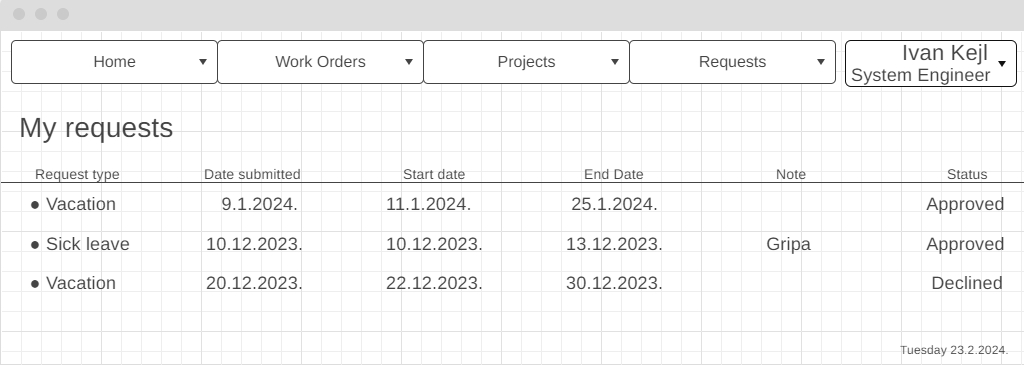 Home Work Orders Projects Requests Ivan Kejl
System Engineer
My requests
Request type Date submitted Start date End Date Note Status
● Vacation 9.1.2024. 11.1.2024. 25.1.2024. Approved
● Sick leave 10.12.2023. 10.12.2023. 13.12.2023. Gripa Approved
● Vacation 20.12.2023. 22.12.2023. 30.12.2023. Declined
Tuesday 23.2.2024.